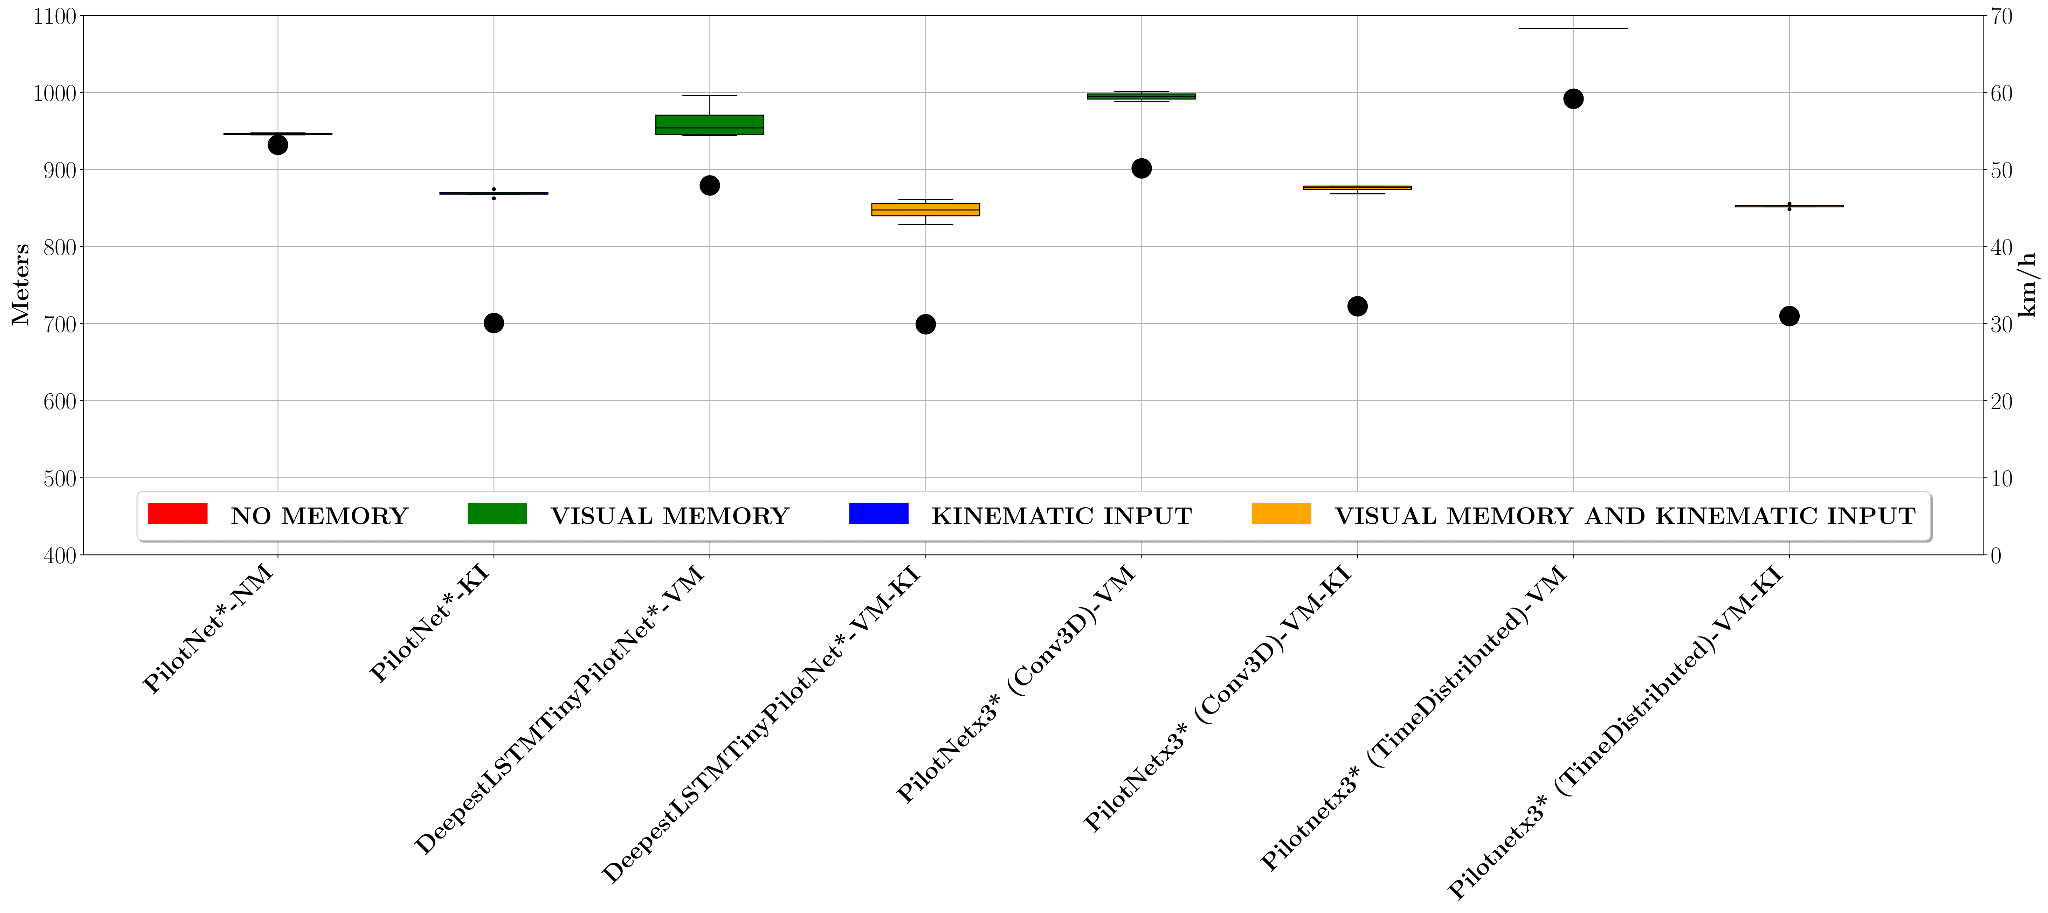 1100
1000
900
800
700
600
500
400
Meters
70
60
50
40
30
20
10
0
km/h
NO MEMORY
VISUAL MEMORY
KINEMATIC INPUT
VISUAL MEMORY AND KINEMATIC INPUT
PilotNet*-NM
PilotNet*-KI
DeepestLSTMTinyPilotNet*-VM
DeepestLSTMTinyPilotNet*-VM-KI
PilotNetx3* (Conv3D)-VM
PilotNetx3* (Conv3D)-VM-KI
Pilotnetx3* (TimeDistributed)-VM
Pilotnetx3* (TimeDistributed)-VM-KI